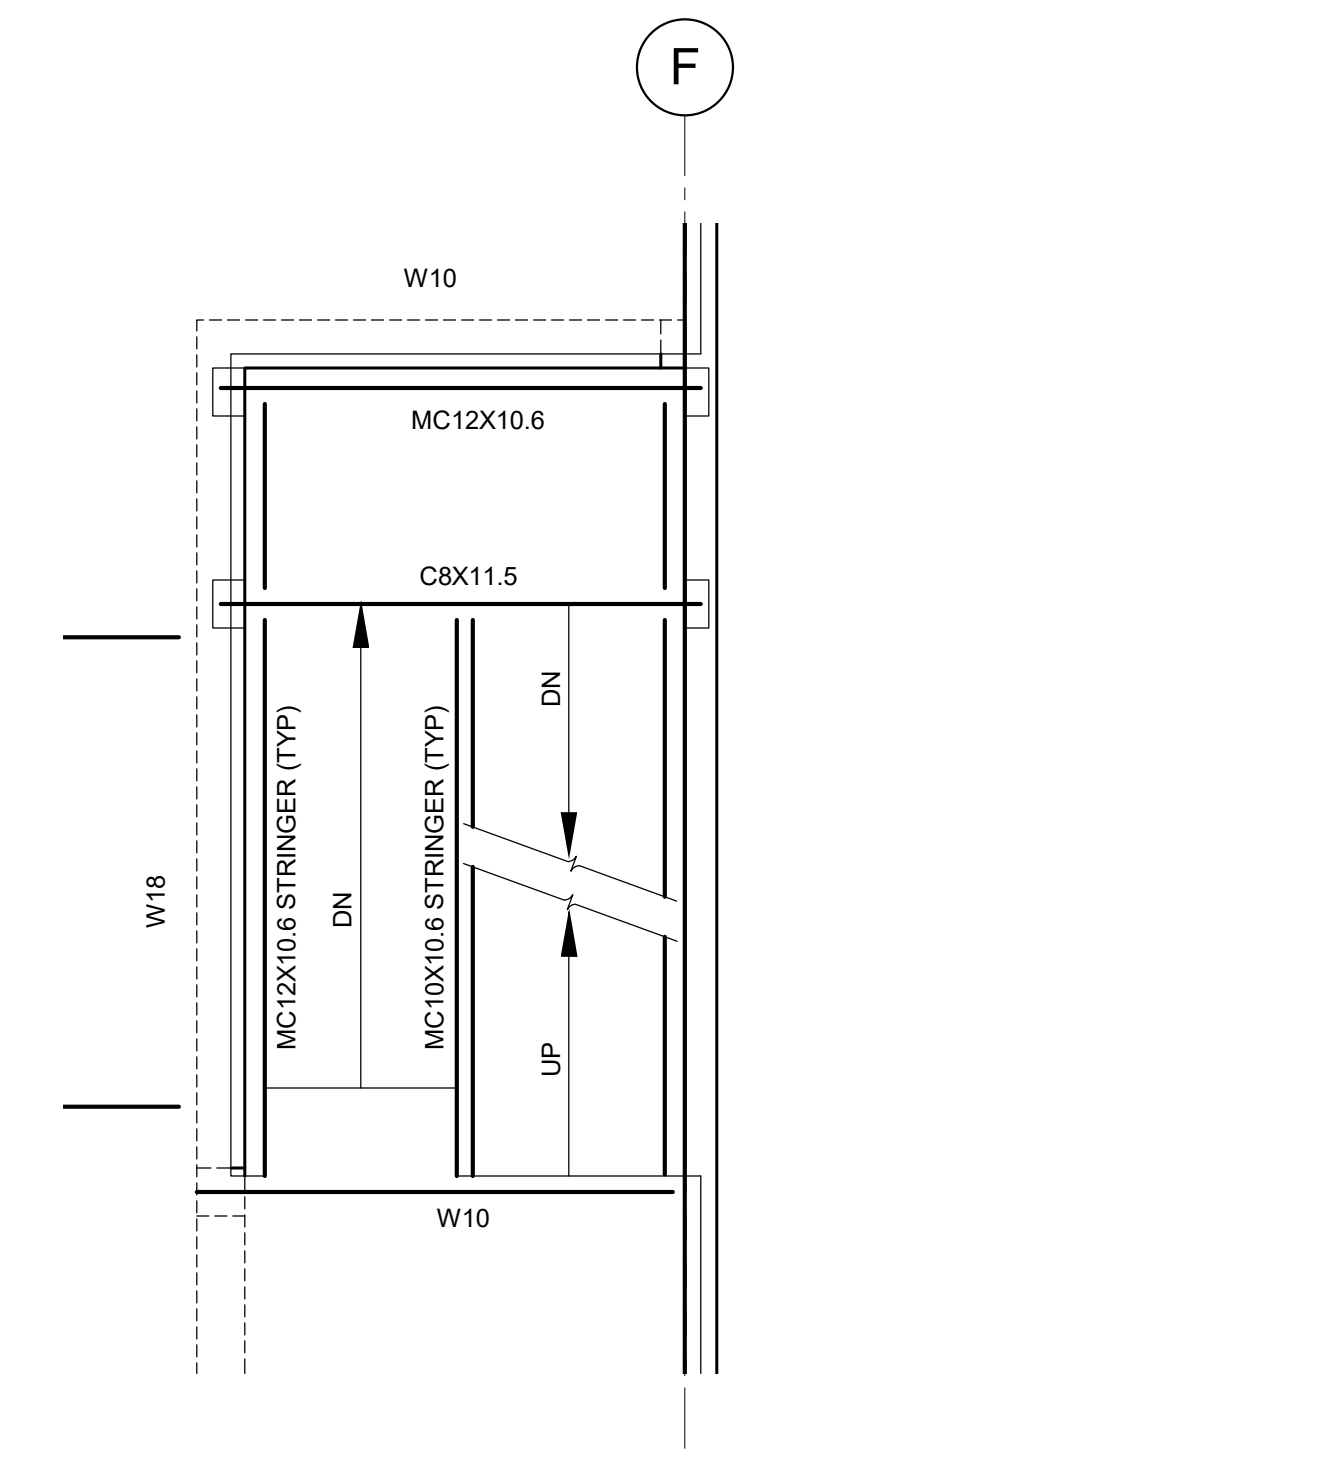 F
W10
MC12X10.6
C8X11.5
DN
MC12X10.6 STRINGER (TYP)
MC10X10.6 STRINGER (TYP)
DN
W18
UP
W10